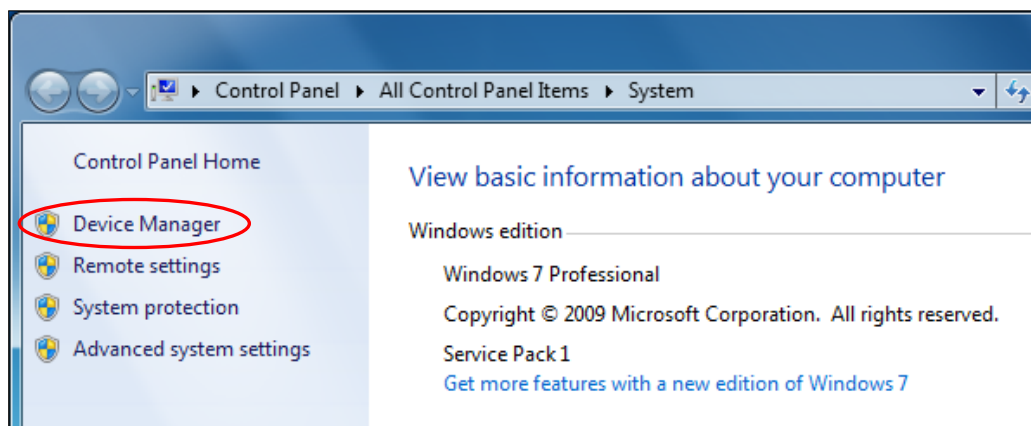 Control Panel All Control Panel Items System
Control Panel Home
Device Manager
Remote settings
System protection
Advanced system settings
View basic information about your computer
Windows edition
Windows 7 Professional
Copyright © 2009 Microsoft Corporation. All rights reserved.
Service Pack 1
Get more features with a new edition of Windows 7